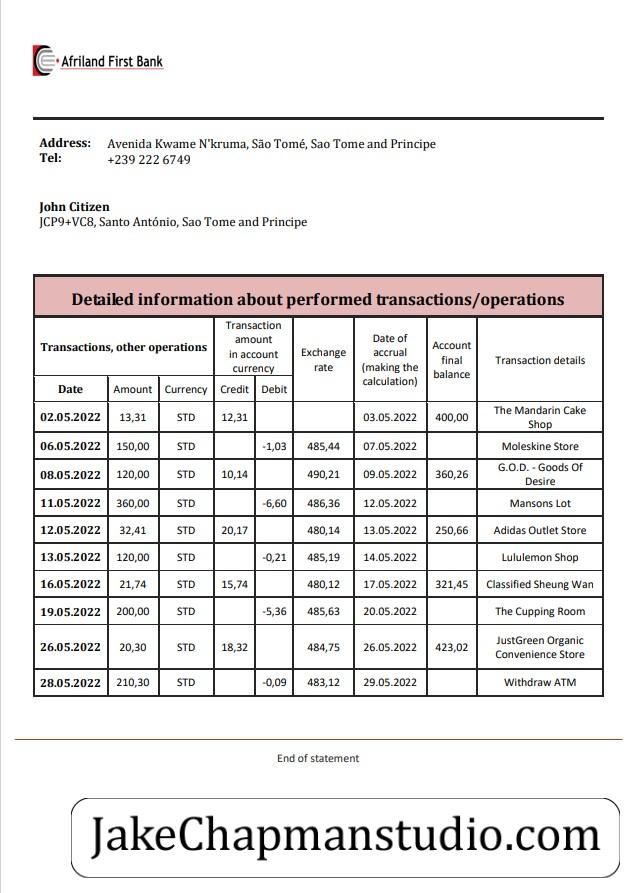 Afriland First Bank
Address: Avenida Kwame N'kruma, São Tomé, Sao Tome and Principe
Tel: +239 222 6749
John Citizen
JCP9+VC8, Santo António, Sao Tome and Principe
Detailed information about performed transactions/operations
Transactions, other operations
Transaction
amount
in account
currency
Exchange
rate
Date of
accrual
(making the
calculation)
Account
final
balance
Transaction details
Date Amount Currency Credit Debit
02.05.2022 13,31 STD 12,31 03.05.2022 400,00 The Mandarin Cake
Shop
06.05.2022 150,00 STD -1,03 485,44 07.05.2022 Moleskine Store
08.05.2022 120,00 STD 10,14 490,21 09.05.2022 360,26 G.O.D. - Goods Of
Desire
11.05.2022 360,00 STD -6,60 486,36 12.05.2022 Mansons Lot
12.05.2022 32,41 STD 20,17 480,14 13.05.2022 250,66 Adidas Outlet Store
13.05.2022 120,00 STD -0,21 485,19 14.05.2022 Lululemon Shop
16.05.2022 21,74 STD 15,74 480,12 17.05.2022 321,45 Classified Sheung Wan
19.05.2022 200,00 STD -5,36 485,63 20.05.2022 The Cupping Room
26.05.2022 20,30 STD 18,32 484,75 26.05.2022 423,02 JustGreen Organic
Convenience Store
28.05.2022 210,30 STD -0,09 483,12 29.05.2022 Withdraw ATM
End of statement
JakeChapmanstudio.com